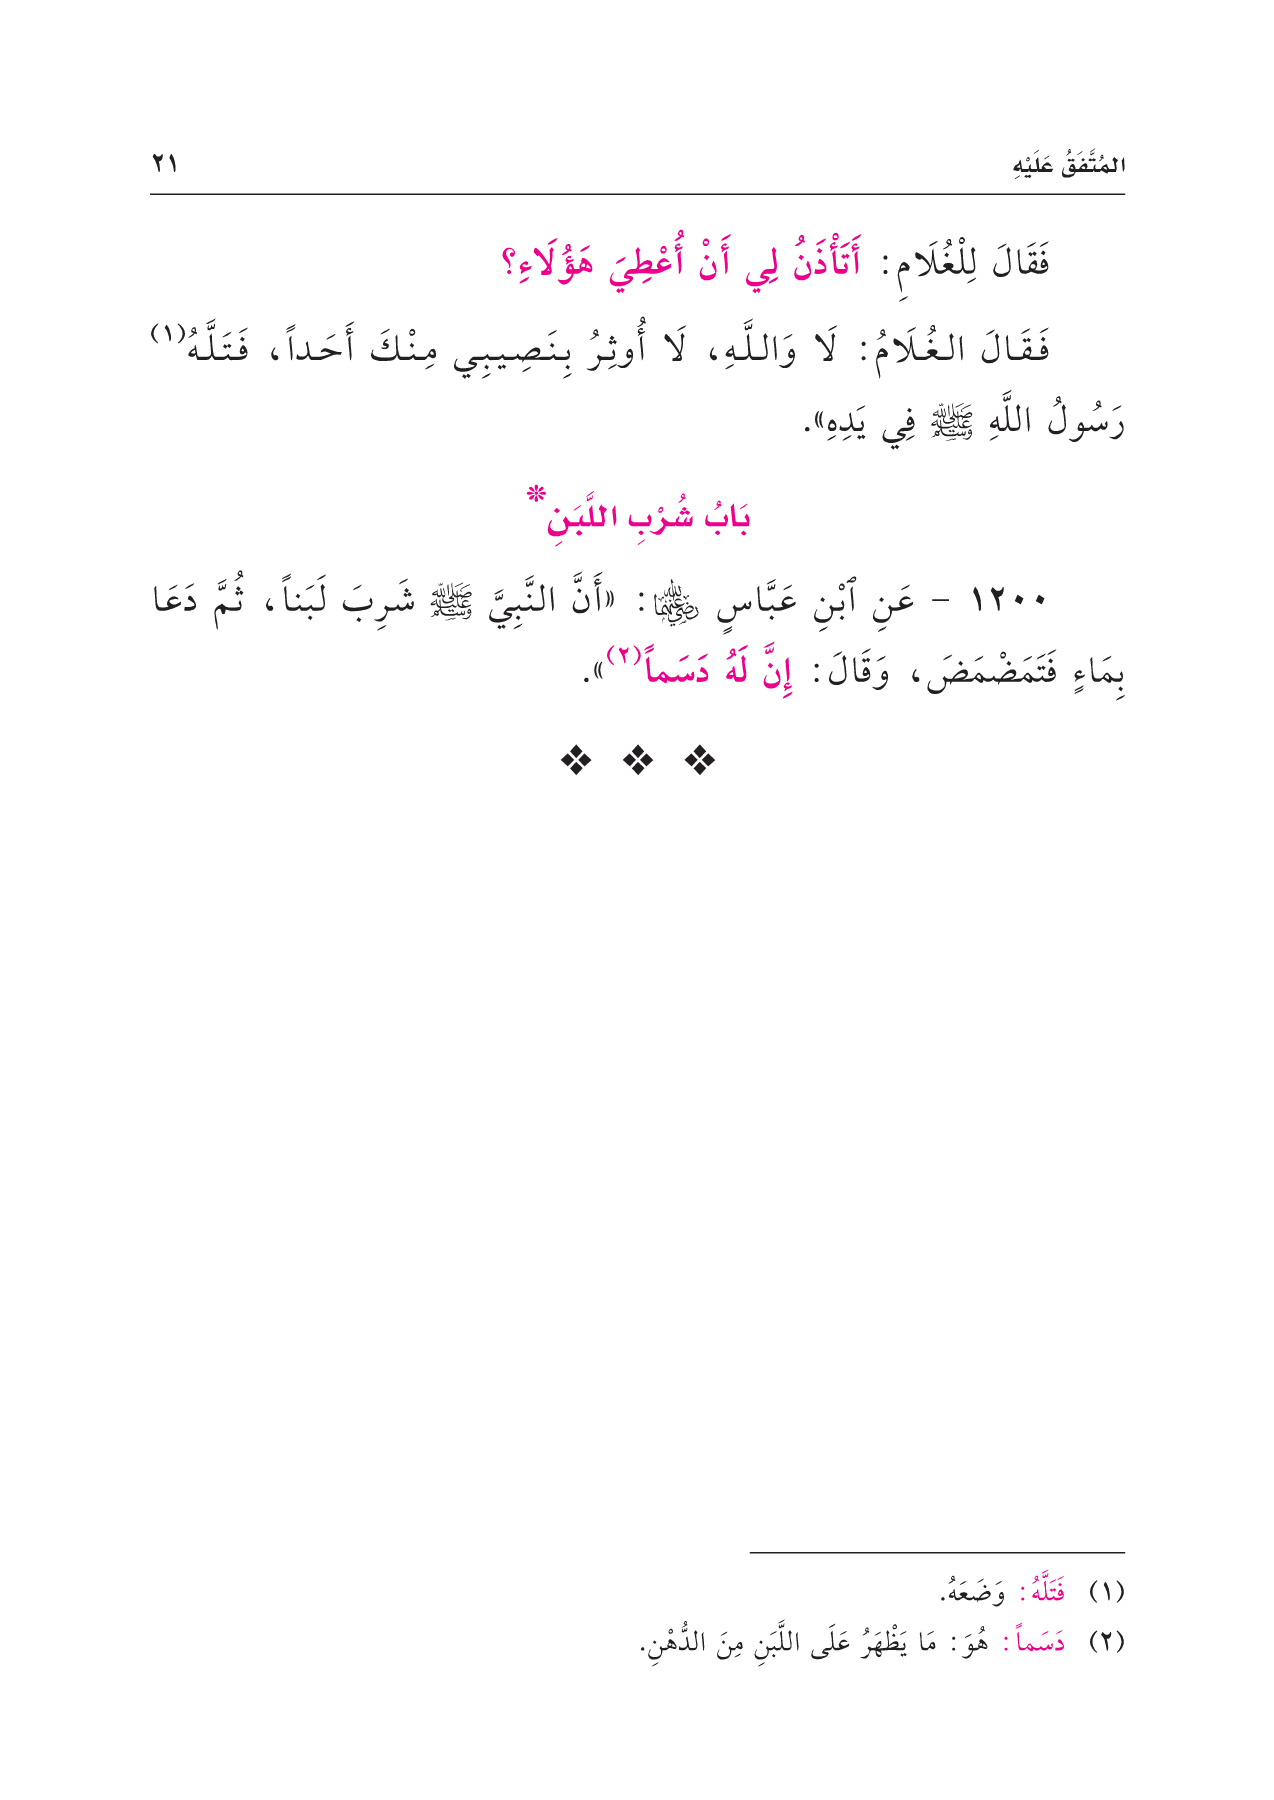 المُتَّفَقُ عَلَيْهِ ٢١
فَقَالَ لِلْغُلَامِ: أَتَأْذَنُ لِي أَنْ أُعْطِيَ هَؤُلَاءِ؟
فَقَالَ الغُلَامُ: لَا وَاللَّهِ، لَا أُوثِرُ بِنَصِيبِي مِنْكَ أَحَداً، فَتَلَّهُ(١)
رَسُولُ اللَّهِ ﷺ فِي يَدِهِ».
بَابُ شُرْبِ اللَّبَنِ*
١٢٠٠ - عَنِ ٱبْنِ عَبَّاسٍ رضي الله عنهما: «أَنَّ النَّبِيَّ ﷺ شَرِبَ لَبَناً، ثُمَّ دَعَا
بِمَاءٍ فَتَمَضْمَضَ، وَقَالَ: إِنَّ لَهُ دَسَماً(٢)».
(١) فَتَلَّهُ: وَضَعَهُ.
(٢) دَسَماً: هُوَ: مَا يَظْهَرُ عَلَى اللَّبَنِ مِنَ الدُّهْنِ.